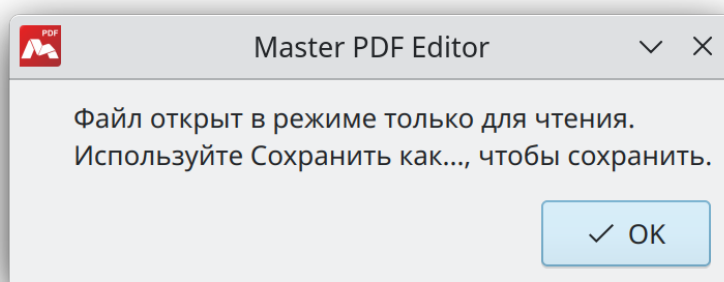 PDF
Master PDF Editor
Файл открыт в режиме только для чтения.
Используйте Сохранить как..., чтобы сохранить.
OK